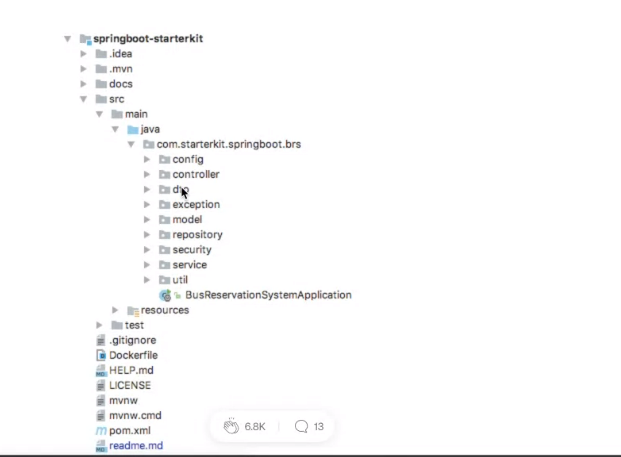 springboot-starterkit
.idea
.mvn
docs
src
main
java
com.starterkit.springboot.brs
config
controller
dto
exception
model
repository
security
service
util
BusReservationSystemApplication
resources
test
.gitignore
Dockerfile
HELP.md
LICENSE
mvnw
mvnw.cmd
pom.xml
readme.md
6.8K 13